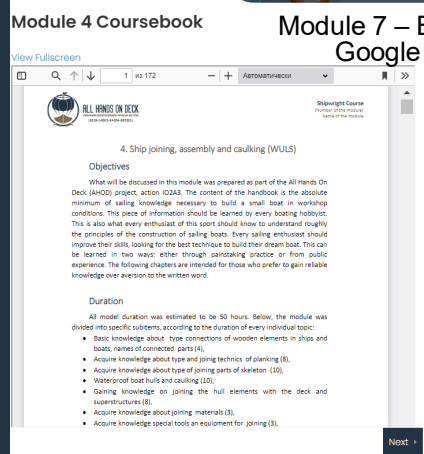 Module 4 Coursebook
Module 7 – E
Google
View Fullscreen
1 из 172
Автоматически
ALL HANDS ON DECK
Shipwright Course
(Number of the module)
Name of the module
4. Ship joining, assembly and caulking (WULS)
Objectives
What will be discussed in this module was prepared as part of the All Hands On
Deck (AHOD) project, action IO2A3. The content of the handbook is the absolute
minimum of sailing knowledge necessary to build a small boat in workshop
conditions. This piece of information should be learned by every boating hobbyist.
This is also what every enthusiast of this sport should know to understand roughly
the principles of the construction of sailing boats. Every sailing enthusiast should
improve their skills, looking for the best technique to build their dream boat. This can
be learned in two ways: either through painstaking practice or from public
experience. The following chapters are intended for those who prefer to gain reliable
knowledge over aversion to the written word.
Duration
All model duration was estimated to be 50 hours. Below, the module was
divided into specific subitems, according to the duration of every individual topic:
• Basic knowledge about type connections of wooden elements in ships and
boats, names of connected parts (4),
• Acquire knowledge about type and joinig technics of planking (8),
• Acquire knowledge about type of joining parts of skeleton (10),
• Waterproof boat hulls and caulking (10),
• Gaining knowledge on joining the hull elements with the deck and
superstructures (8),
• Acquire knowledge about joining materials (3),
• Acquire knowledge special tools an equipment for joining (3),
Next